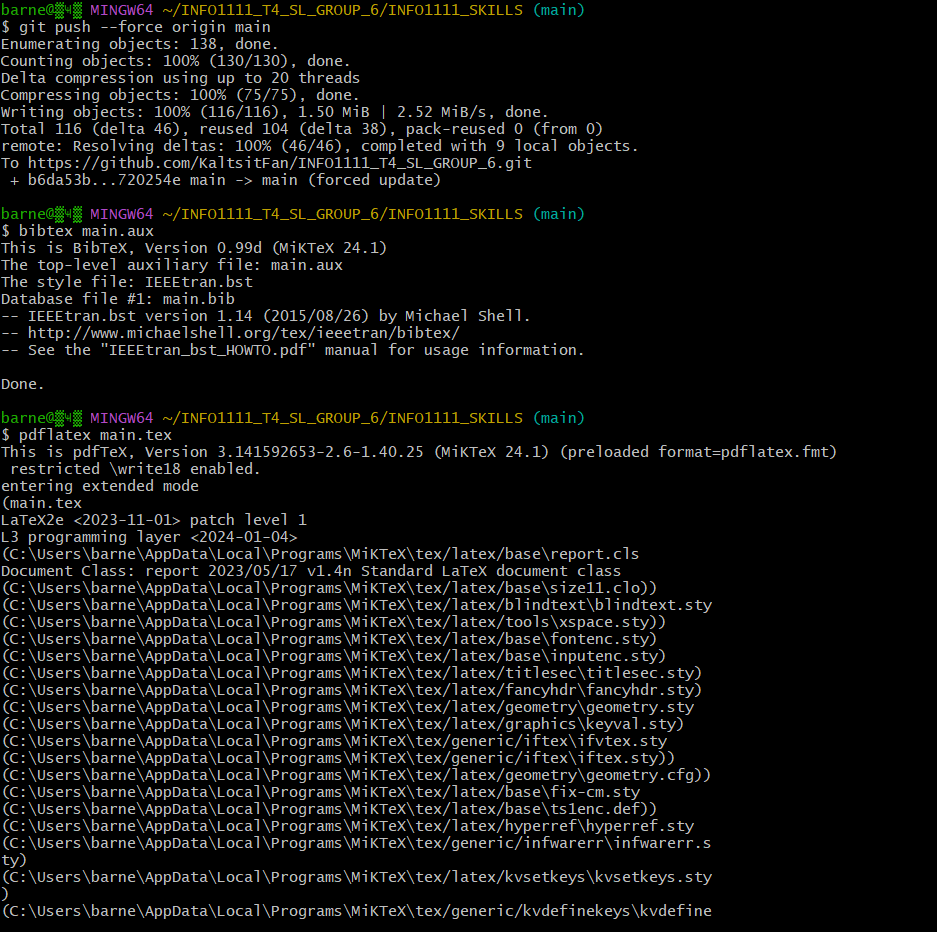 barne@ MINGW64 ~/INFO1111_T4_SL_GROUP_6/INFO1111_SKILLS (main)
$ git push --force origin main
Enumerating objects: 138, done.
Counting objects: 100% (130/130), done.
Delta compression using up to 20 threads
Compressing objects: 100% (75/75), done.
Writing objects: 100% (116/116), 1.50 MiB | 2.52 MiB/s, done.
Total 116 (delta 46), reused 104 (delta 38), pack-reused 0 (from 0)
remote: Resolving deltas: 100% (46/46), completed with 9 local objects.
To https://github.com/KaltsitFan/INFO1111_T4_SL_GROUP_6.git
 + b6da53b...720254e main -> main (forced update)
barne@ MINGW64 ~/INFO1111_T4_SL_GROUP_6/INFO1111_SKILLS (main)
$ bibtex main.aux
This is BibTeX, Version 0.99d (MiKTeX 24.1)
The top-level auxiliary file: main.aux
The style file: IEEEtran.bst
Database file #1: main.bib
-- IEEEtran.bst version 1.14 (2015/08/26) by Michael Shell.
-- http://www.michaelshell.org/tex/ieeetran/bibtex/
-- See the "IEEEtran_bst_HOWTO.pdf" manual for usage information.
Done.
barne@ MINGW64 ~/INFO1111_T4_SL_GROUP_6/INFO1111_SKILLS (main)
$ pdflatex main.tex
This is pdfTeX, Version 3.141592653-2.6-1.40.25 (MiKTeX 24.1) (preloaded format=pdflatex.fmt)
 restricted \write18 enabled.
entering extended mode
(main.tex
LaTeX2e <2023-11-01> patch level 1
L3 programming layer <2024-01-04>
(C:\Users\barne\AppData\Local\Programs\MiKTeX\tex/latex/base\report.cls
Document Class: report 2023/05/17 v1.4n Standard LaTeX document class
(C:\Users\barne\AppData\Local\Programs\MiKTeX\tex/latex/base\size11.clo))
(C:\Users\barne\AppData\Local\Programs\MiKTeX\tex/latex/blindtext\blindtext.sty
(C:\Users\barne\AppData\Local\Programs\MiKTeX\tex/latex/tools\xspace.sty))
(C:\Users\barne\AppData\Local\Programs\MiKTeX\tex/latex/base\fontenc.sty)
(C:\Users\barne\AppData\Local\Programs\MiKTeX\tex/latex/base\inputenc.sty)
(C:\Users\barne\AppData\Local\Programs\MiKTeX\tex/latex/titlesec\titlesec.sty)
(C:\Users\barne\AppData\Local\Programs\MiKTeX\tex/latex/fancyhdr\fancyhdr.sty)
(C:\Users\barne\AppData\Local\Programs\MiKTeX\tex/latex/geometry\geometry.sty
(C:\Users\barne\AppData\Local\Programs\MiKTeX\tex/latex/graphics\keyval.sty)
(C:\Users\barne\AppData\Local\Programs\MiKTeX\tex/generic/iftex\ifvtex.sty
(C:\Users\barne\AppData\Local\Programs\MiKTeX\tex/generic/iftex\iftex.sty))
(C:\Users\barne\AppData\Local\Programs\MiKTeX\tex/latex/geometry\geometry.cfg))
(C:\Users\barne\AppData\Local\Programs\MiKTeX\tex/latex/base\fix-cm.sty
(C:\Users\barne\AppData\Local\Programs\MiKTeX\tex/latex/base\ts1enc.def))
(C:\Users\barne\AppData\Local\Programs\MiKTeX\tex/latex/hyperref\hyperref.sty
(C:\Users\barne\AppData\Local\Programs\MiKTeX\tex/generic/infwarerr\infwarerr.s
ty)
(C:\Users\barne\AppData\Local\Programs\MiKTeX\tex/latex/kvsetkeys\kvsetkeys.sty
)
(C:\Users\barne\AppData\Local\Programs\MiKTeX\tex/generic/kvdefinekeys\kvdefine